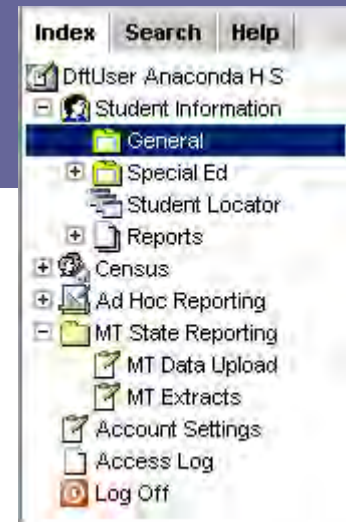 Index Search Help
DftUser Anaconda H S
Student Information
General
Special Ed
Student Locator
Reports
Census
Ad Hoc Reporting
MT State Reporting
MT Data Upload
MT Extracts
Account Settings
Access Log
Log Off